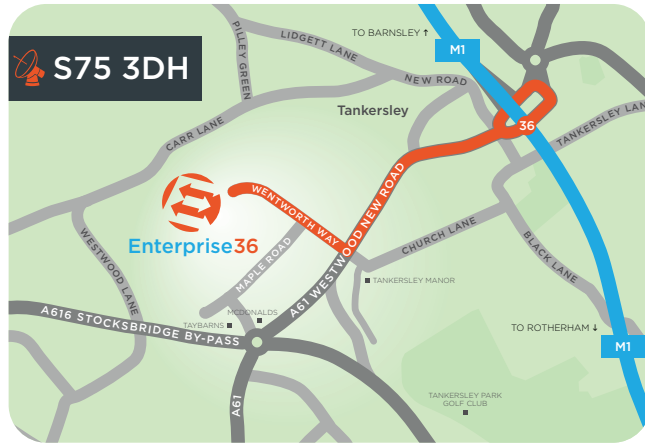 TO BARNSLEY ↑
M1
S75 3DH
PILLEY GREEN
LIDGETT LANE
NEW ROAD
Tankersley
36
TANKERSLEY LANE
CARR LANE
WENTWORTH WAY
Enterprise36
WESTWOOD LANE
MAPLE ROAD
A61 WESTWOOD NEW ROAD
CHURCH LANE
BLACK LANE
TANKERSLEY MANOR
A616 STOCKSBRIDGE BY-PASS
MCDONALDS
TAYBARNS
TO ROTHERHAM ↓
M1
A61
TANKERSLEY PARK
GOLF CLUB